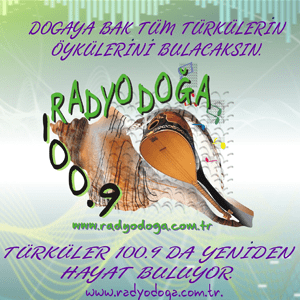 DOGAYA BAK TÜM TÜRKÜLERİN
ÖYKÜLERİNİ BULACAKSIN.
RADYO DOĞA
100.9
www.radyodoga.com.tr
TÜRKÜLER 100.9 DA YENİDEN
HAYAT BULUYOR.
www.radyodoga.com.tr.